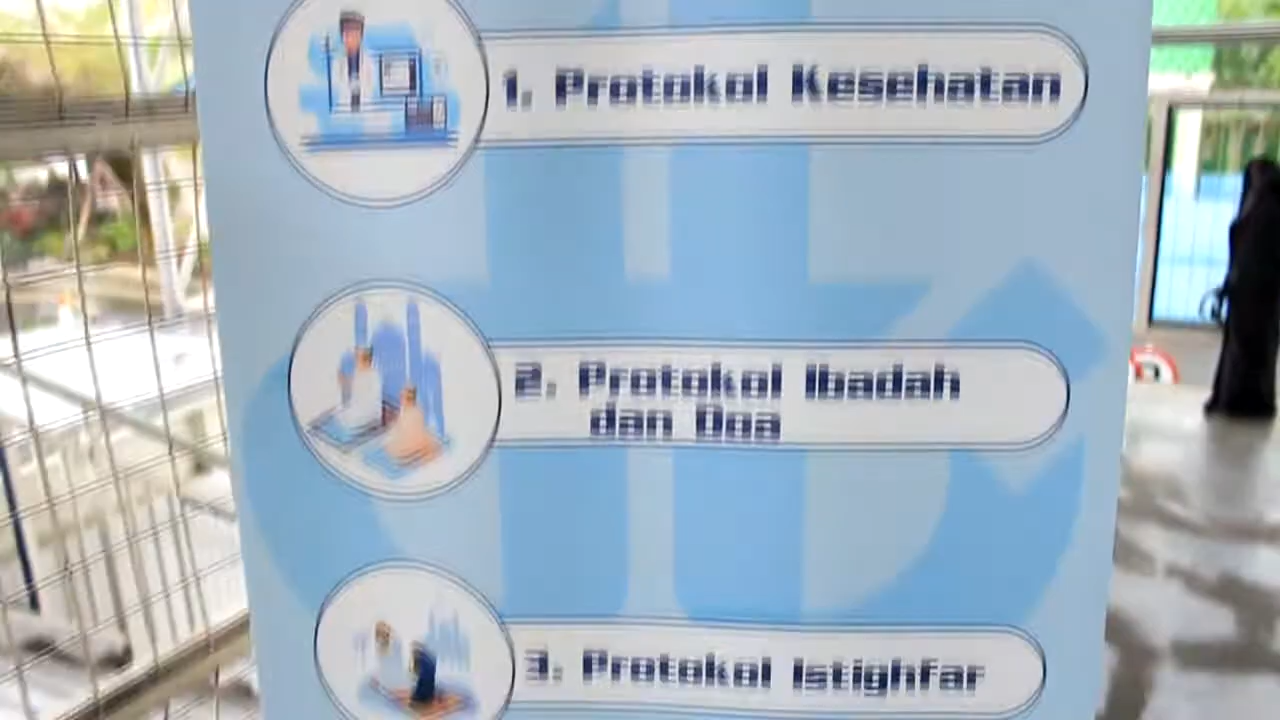 1. Protokol Kesehatan
2. Protokol Ibadah
dan Doa
3. Protokol Istighfar